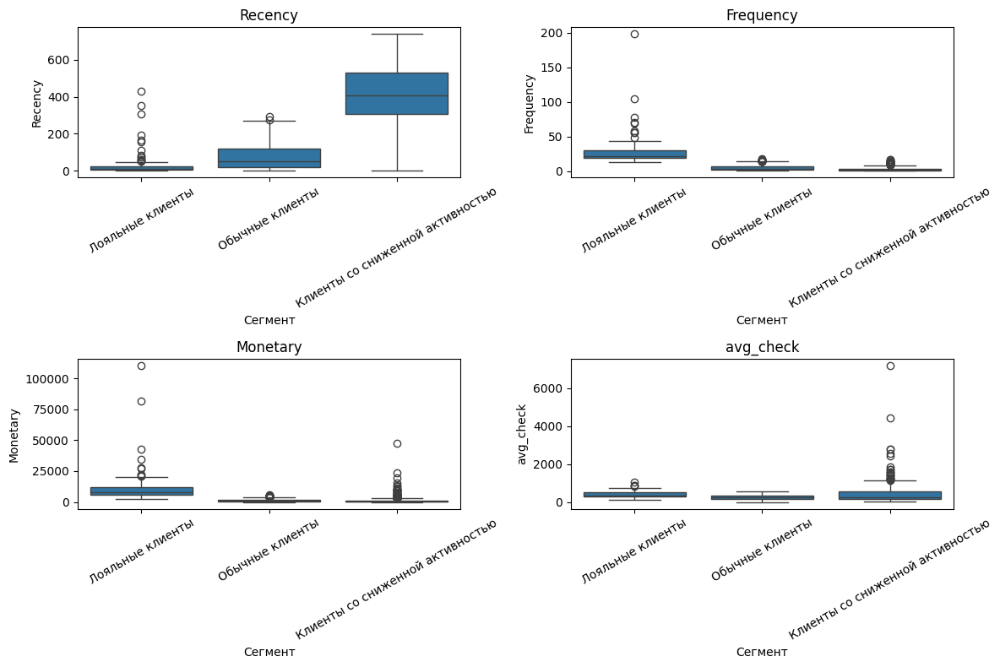 Recency
Recency
600
400
200
0
Лояльные клиенты
Обычные клиенты
Клиенты со сниженной активностью
Сегмент
Frequency
Frequency
200
150
100
50
0
Лояльные клиенты
Обычные клиенты
Клиенты со сниженной активностью
Сегмент
Monetary
Monetary
100000
75000
50000
25000
0
Лояльные клиенты
Обычные клиенты
Клиенты со сниженной активностью
Сегмент
avg_check
avg_check
6000
4000
2000
0
Лояльные клиенты
Обычные клиенты
Клиенты со сниженной активностью
Сегмент